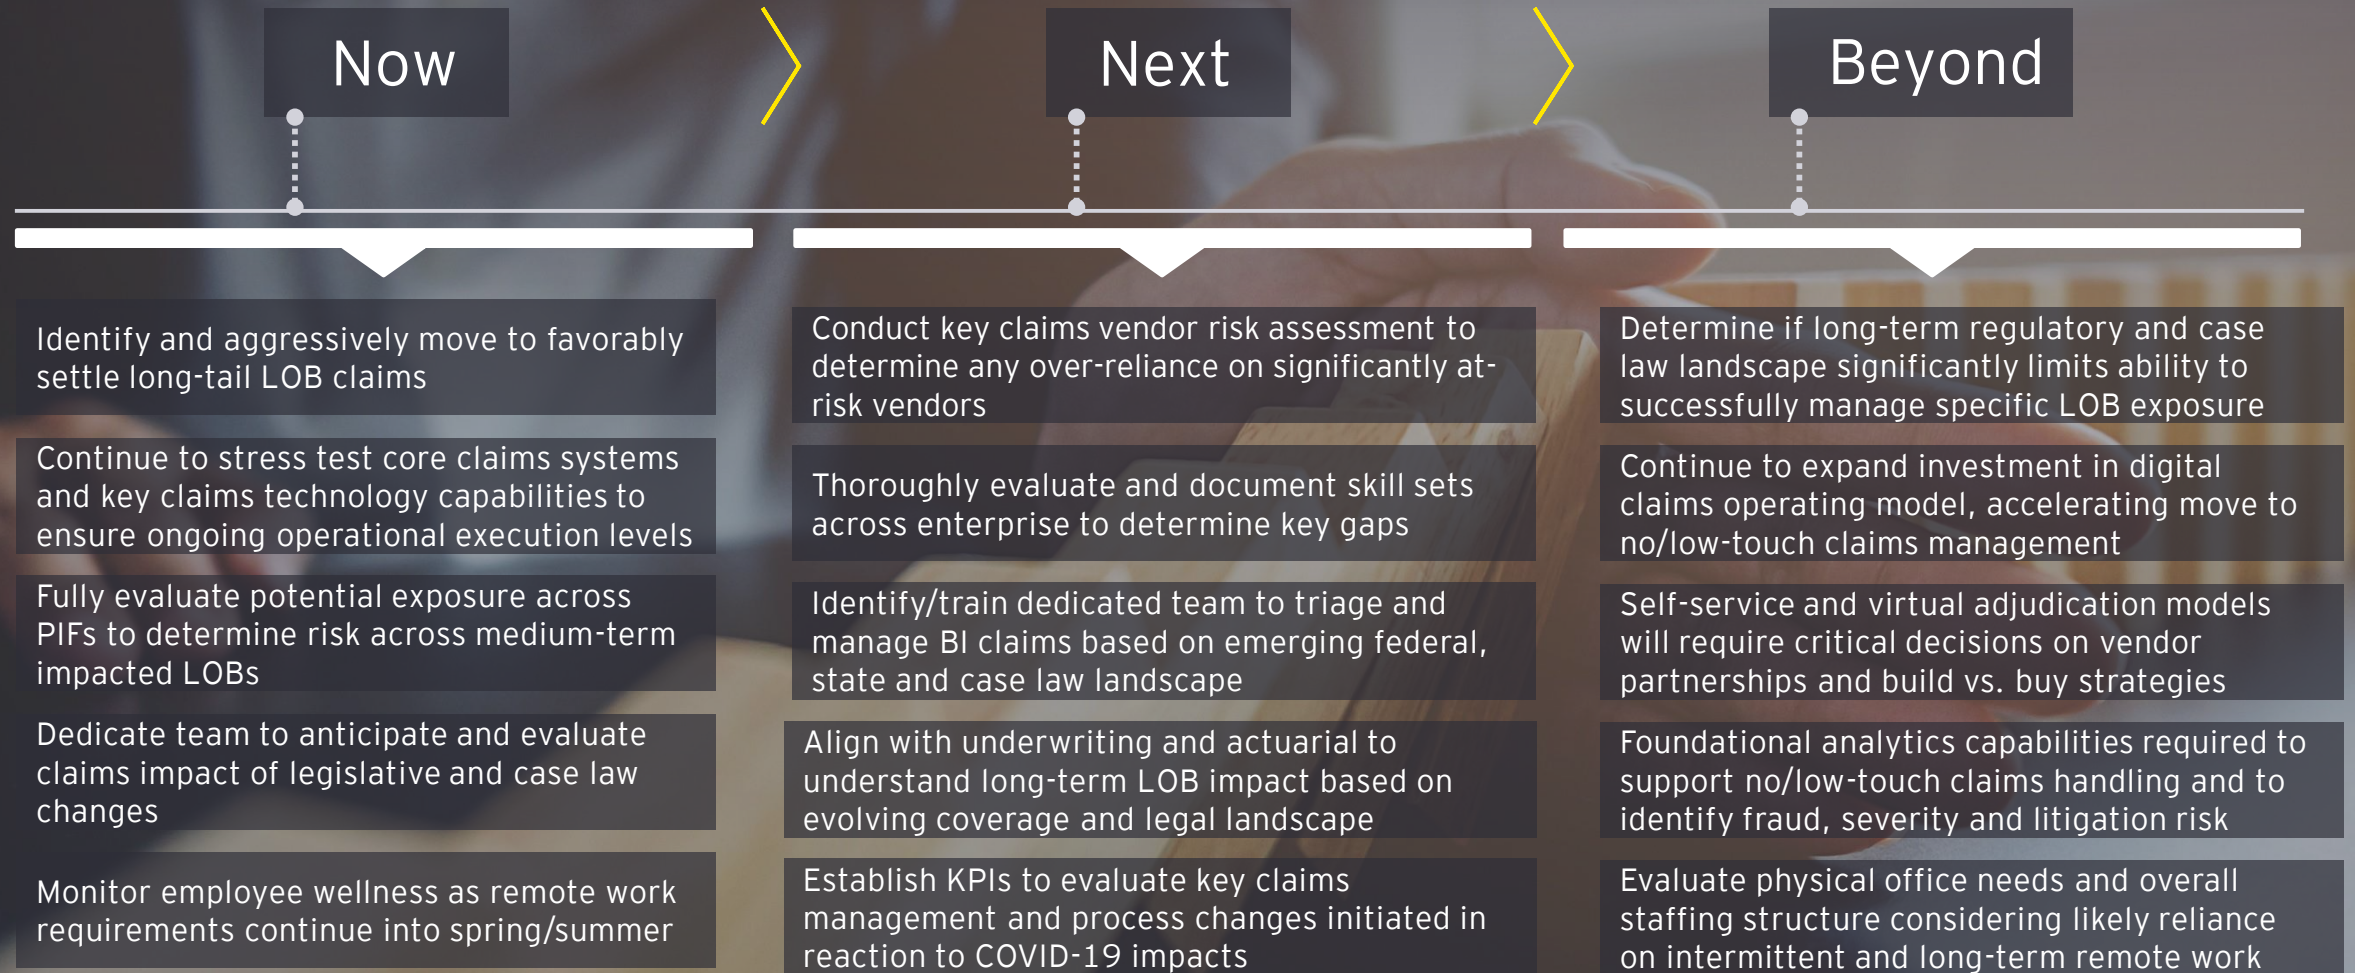 Now
Next
Beyond
Identify and aggressively move to favorably
settle long-tail LOB claims
Continue to stress test core claims systems
and key claims technology capabilities to
ensure ongoing operational execution levels
Fully evaluate potential exposure across
PIFs to determine risk across medium-term
impacted LOBs
Dedicate team to anticipate and evaluate
claims impact of legislative and case law
changes
Monitor employee wellness as remote work
requirements continue into spring/summer
Conduct key claims vendor risk assessment to
determine any over-reliance on significantly at-
risk vendors
Thoroughly evaluate and document skill sets
across enterprise to determine key gaps
Identify/train dedicated team to triage and
manage BI claims based on emerging federal,
state and case law landscape
Align with underwriting and actuarial to
understand long-term LOB impact based on
evolving coverage and legal landscape
Establish KPIs to evaluate key claims
management and process changes initiated in
reaction to COVID-19 impacts
Determine if long-term regulatory and case
law landscape significantly limits ability to
successfully manage specific LOB exposure
Continue to expand investment in digital
claims operating model, accelerating move to
no/low-touch claims management
Self-service and virtual adjudication models
will require critical decisions on vendor
partnerships and build vs. buy strategies
Foundational analytics capabilities required to
support no/low-touch claims handling and to
identify fraud, severity and litigation risk
Evaluate physical office needs and overall
staffing structure considering likely reliance
on intermittent and long-term remote work